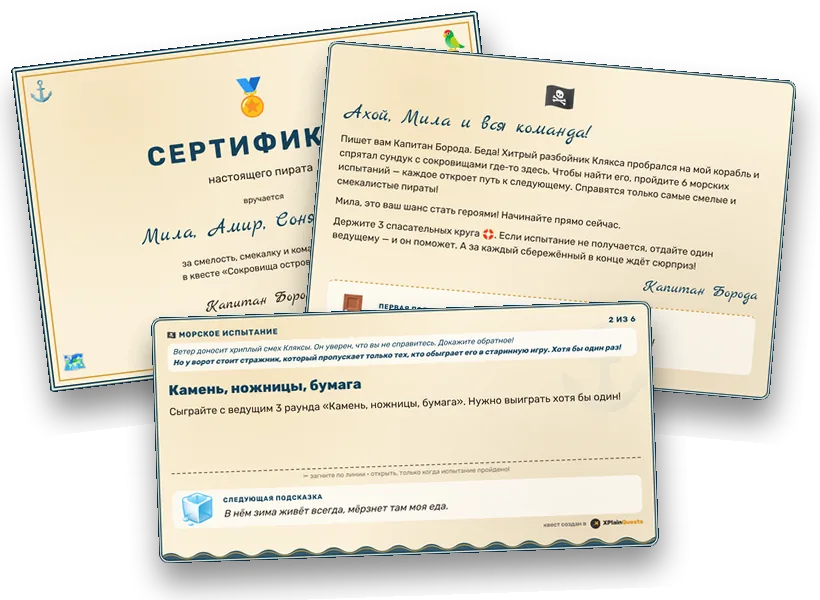 СЕРТИФИК
настоящего пирата
вручается
Мила, Амир, Соня
за смелость, смекалку и кома
в квесте «Сокровища остров
Капитан Бород
Ахой, Мила и вся команда!
Пишет вам Капитан Борода. Беда! Хитрый разбойник Клякса пробрался на мой корабль и
спрятал сундук с сокровищами где-то здесь. Чтобы найти его, пройдите 6 морских
испытаний — каждое откроет путь к следующему. Справятся только самые смелые и
смекалистые пираты!
Мила, это ваш шанс стать героями! Начинайте прямо сейчас.
Держите 3 спасательных круга 🛟. Если испытание не получается, отдайте один
ведущему — и он поможет. А за каждый сбережённый в конце ждёт сюрприз!
Капитан Борода
ПЕРВАЯ
МОРСКОЕ ИСПЫТАНИЕ
2 ИЗ 6
Ветер доносит хриплый смех Кляксы. Он уверен, что вы не справитесь. Докажите обратное!
Но у ворот стоит стражник, который пропускает только тех, кто обыграет его в старинную игру. Хотя бы один раз!
Камень, ножницы, бумага
Сыграйте с ведущим 3 раунда «Камень, ножницы, бумага». Нужно выиграть хотя бы один!
✂ загните по линии • открыть, только когда испытание пройдено!
СЛЕДУЮЩАЯ ПОДСКАЗКА
В нём зима живёт всегда, мёрзнет там моя еда.
квест создан в XPlainQuests